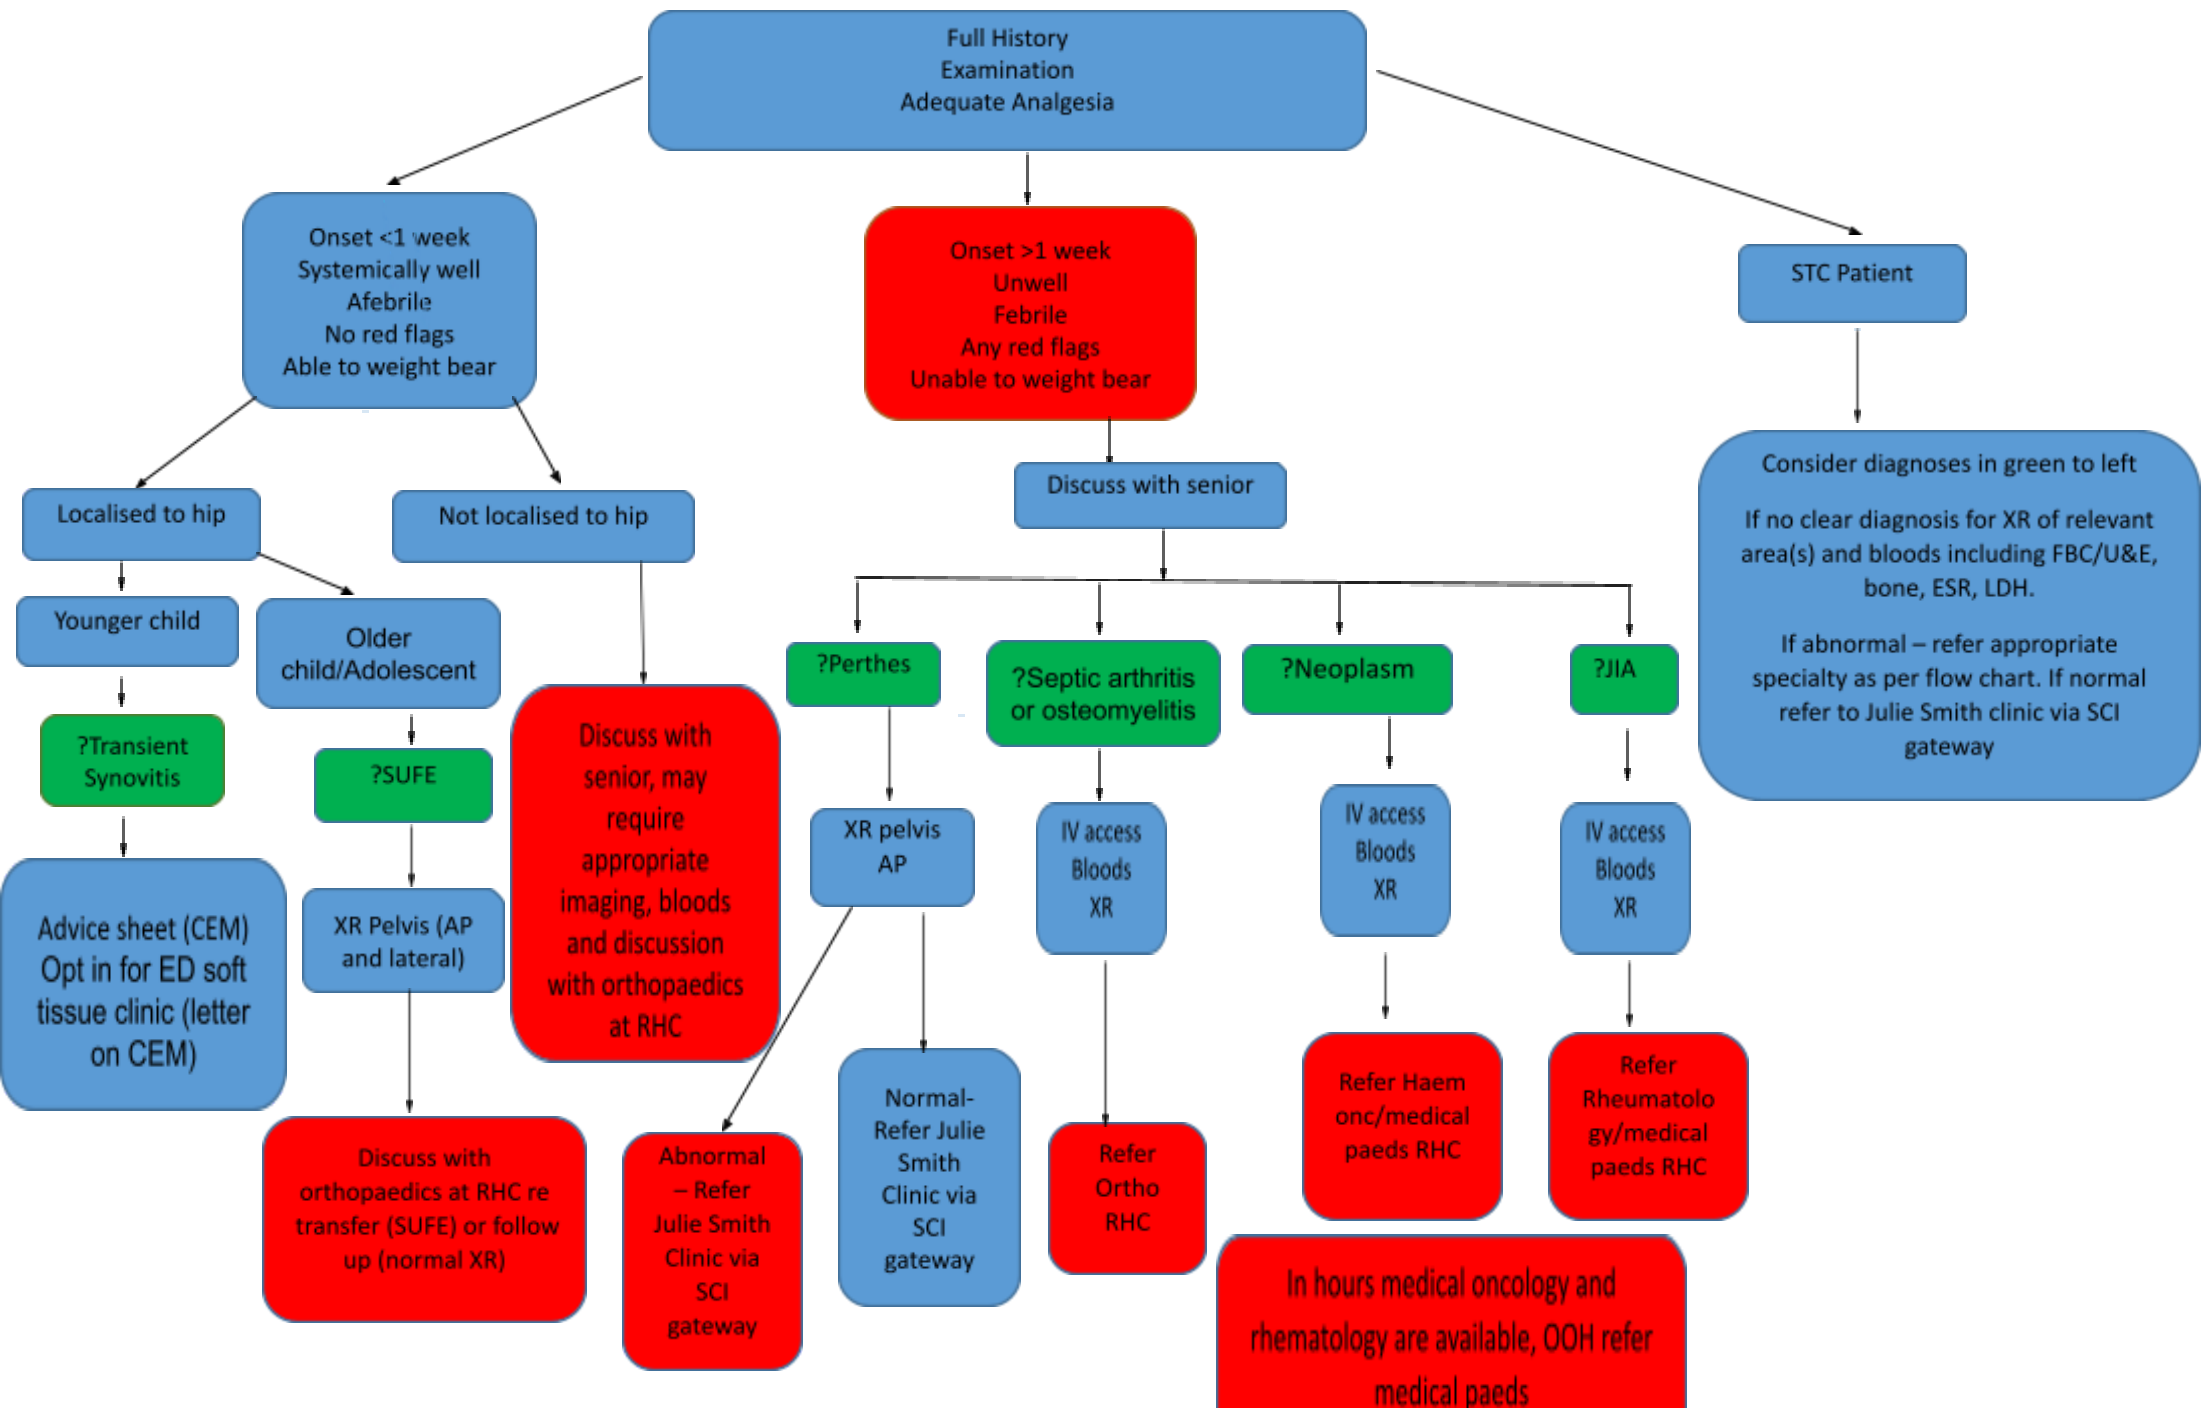 Full History
Examination
Adequate Analgesia
Onset <1 week
Systemically well
Afebrile
No red flags
Able to weight bear
Onset >1 week
Unwell
Febrile
Any red flags
Unable to weight bear
STC Patient
Discuss with senior
Localised to hip
Not localised to hip
Consider diagnoses in green to left
If no clear diagnosis for XR of relevant
area(s) and bloods including FBC/U&E,
bone, ESR, LDH.
If abnormal – refer appropriate
specialty as per flow chart. If normal
refer to Julie Smith clinic via SCI
gateway
Younger child
Older
child/Adolescent
?Transient
Synovitis
?SUFE
Discuss with
senior, may
require
appropriate
imaging, bloods
and discussion
with orthopaedics
at RHC
?Perthes
?Septic arthritis
or osteomyelitis
?Neoplasm
?JIA
Advice sheet (CEM)
Opt in for ED soft
tissue clinic (letter
on CEM)
XR Pelvis (AP
and lateral)
XR pelvis
AP
IV access
Bloods
XR
IV access
Bloods
XR
IV access
Bloods
XR
Discuss with
orthopaedics at RHC re
transfer (SUFE) or follow
up (normal XR)
Abnormal
– Refer
Julie Smith
Clinic via
SCI
gateway
Normal-
Refer Julie
Smith
Clinic via
SCI
gateway
Refer
Ortho
RHC
Refer Haem
onc/medical
paeds RHC
Refer
Rheumatolo
gy/medical
paeds RHC
In hours medical oncology and
rhematology are available, OOH refer
medical paeds